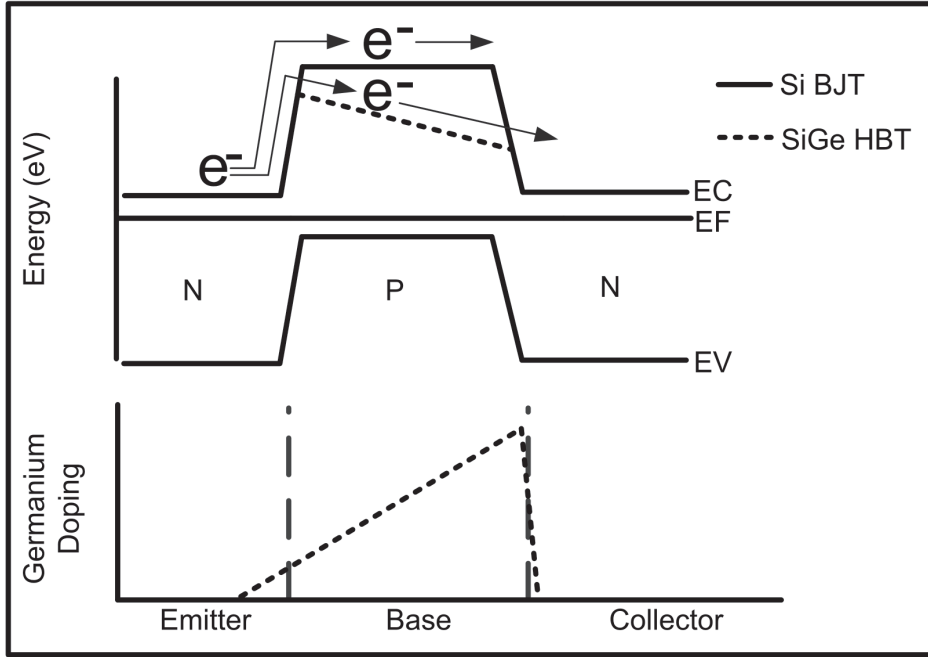 e-
e-
e-
Si BJT
SiGe HBT
Energy (eV)
EC
EF
N
P
N
EV
Germanium
Doping
Emitter
Base
Collector